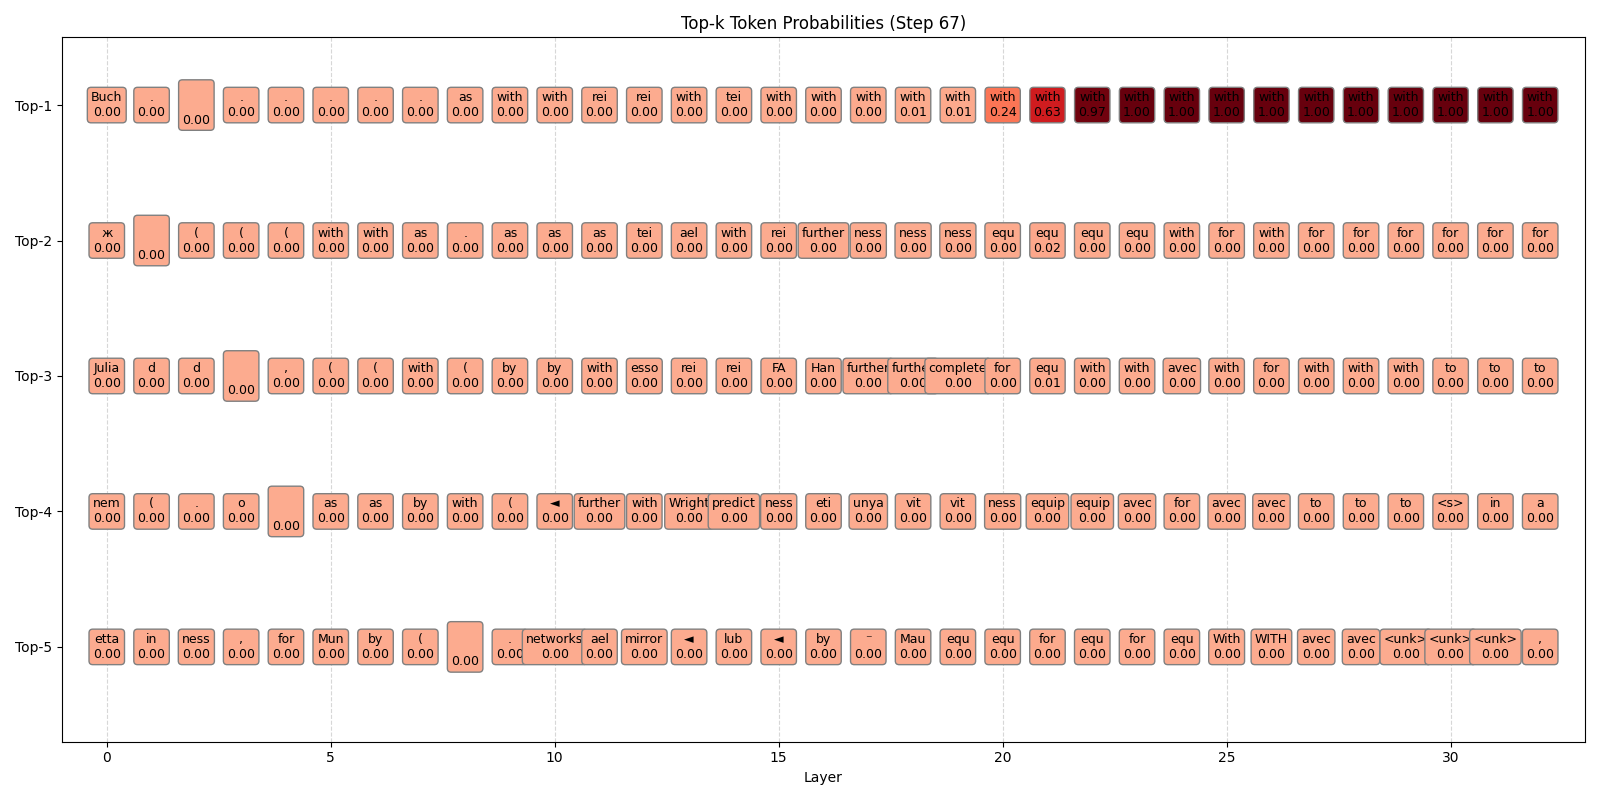 Top-k Token Probabilities (Step 67)
Top-1
Buch . . . . . . as with with rei rei with tei with with with with with with with with with with with with with with with with with with
0.00 0.00 0.00 0.00 0.00 0.00 0.00 0.00 0.00 0.00 0.00 0.00 0.00 0.00 0.00 0.00 0.00 0.00 0.01 0.01 0.24 0.63 0.97 1.00 1.00 1.00 1.00 1.00 1.00 1.00 1.00 1.00 1.00
Top-2
ж ( ( ( with with as . as as as tei ael with rei further ness ness ness equ equ equ equ with for with for for for for for for
0.00 0.00 0.00 0.00 0.00 0.00 0.00 0.00 0.00 0.00 0.00 0.00 0.00 0.00 0.00 0.00 0.00 0.00 0.00 0.00 0.00 0.02 0.00 0.00 0.00 0.00 0.00 0.00 0.00 0.00 0.00 0.00 0.00
Top-3
Julia d d , ( ( with ( by by with esso rei rei FA Han further furthe complete for equ with with avec with for with with with to to to
0.00 0.00 0.00 0.00 0.00 0.00 0.00 0.00 0.00 0.00 0.00 0.00 0.00 0.00 0.00 0.00 0.00 0.00 0.00 0.00 0.00 0.01 0.00 0.00 0.00 0.00 0.00 0.00 0.00 0.00 0.00 0.00 0.00
Top-4
nem ( . o as as by with ( ◄ further with Wright predict ness eti unya vit vit ness equip equip avec for avec avec to to to <s> in a
0.00 0.00 0.00 0.00 0.00 0.00 0.00 0.00 0.00 0.00 0.00 0.00 0.00 0.00 0.00 0.00 0.00 0.00 0.00 0.00 0.00 0.00 0.00 0.00 0.00 0.00 0.00 0.00 0.00 0.00 0.00 0.00 0.00
Top-5
etta in ness , for Mun by ( . networks ael mirror ◄ lub ◄ by ⁻ Mau equ equ for equ for equ With WITH avec avec <unk> <unk> <unk> ,
0.00 0.00 0.00 0.00 0.00 0.00 0.00 0.00 0.00 0.00 0.00 0.00 0.00 0.00 0.00 0.00 0.00 0.00 0.00 0.00 0.00 0.00 0.00 0.00 0.00 0.00 0.00 0.00 0.00 0.00 0.00 0.00 0.00
0 5 10 15 20 25 30
Layer